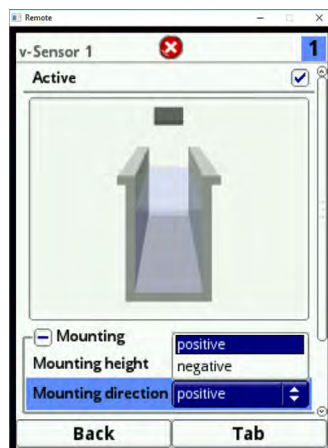 Remote
v-Sensor 1
1
Active
Mounting
positive
Mounting height
negative
Mounting direction positive
Back Tab